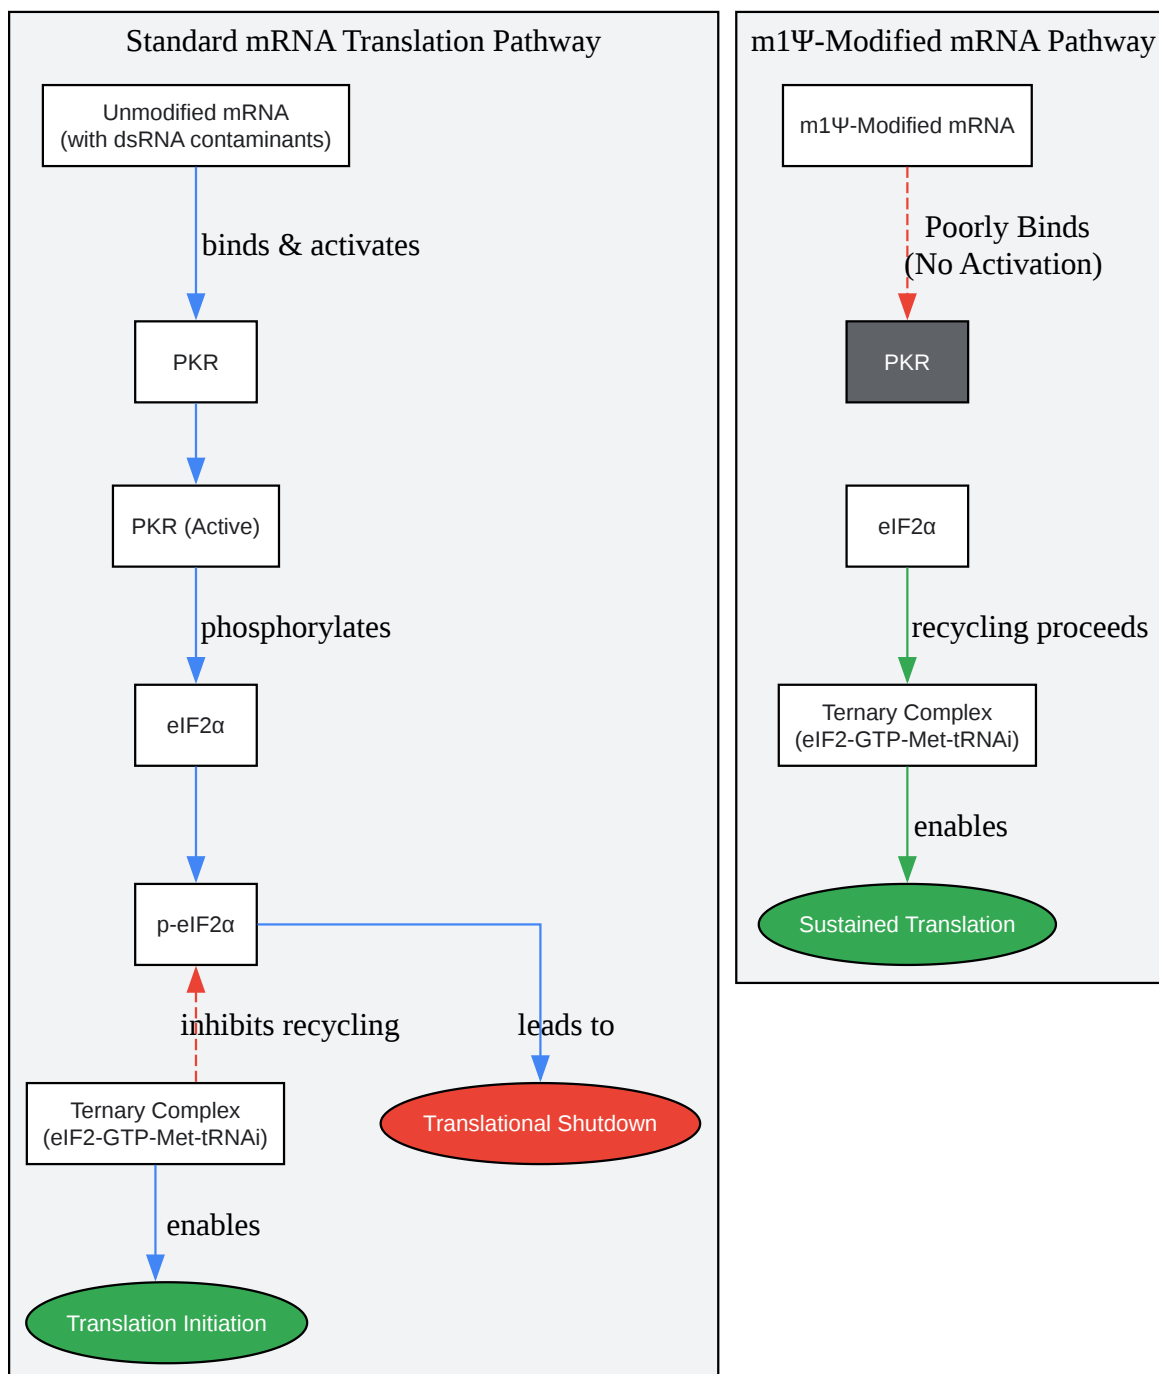 Standard mRNA Translation Pathway
Unmodified mRNA
(with dsRNA contaminants)
binds & activates
PKR
PKR (Active)
phosphorylates
eIF2α
p-eIF2α
inhibits recycling
leads to
Ternary Complex
(eIF2-GTP-Met-tRNAi)
Translational Shutdown
enables
Translation Initiation
m1Ψ-Modified mRNA Pathway
m1Ψ-Modified mRNA
Poorly Binds
(No Activation)
PKR
eIF2α
recycling proceeds
Ternary Complex
(eIF2-GTP-Met-tRNAi)
enables
Sustained Translation